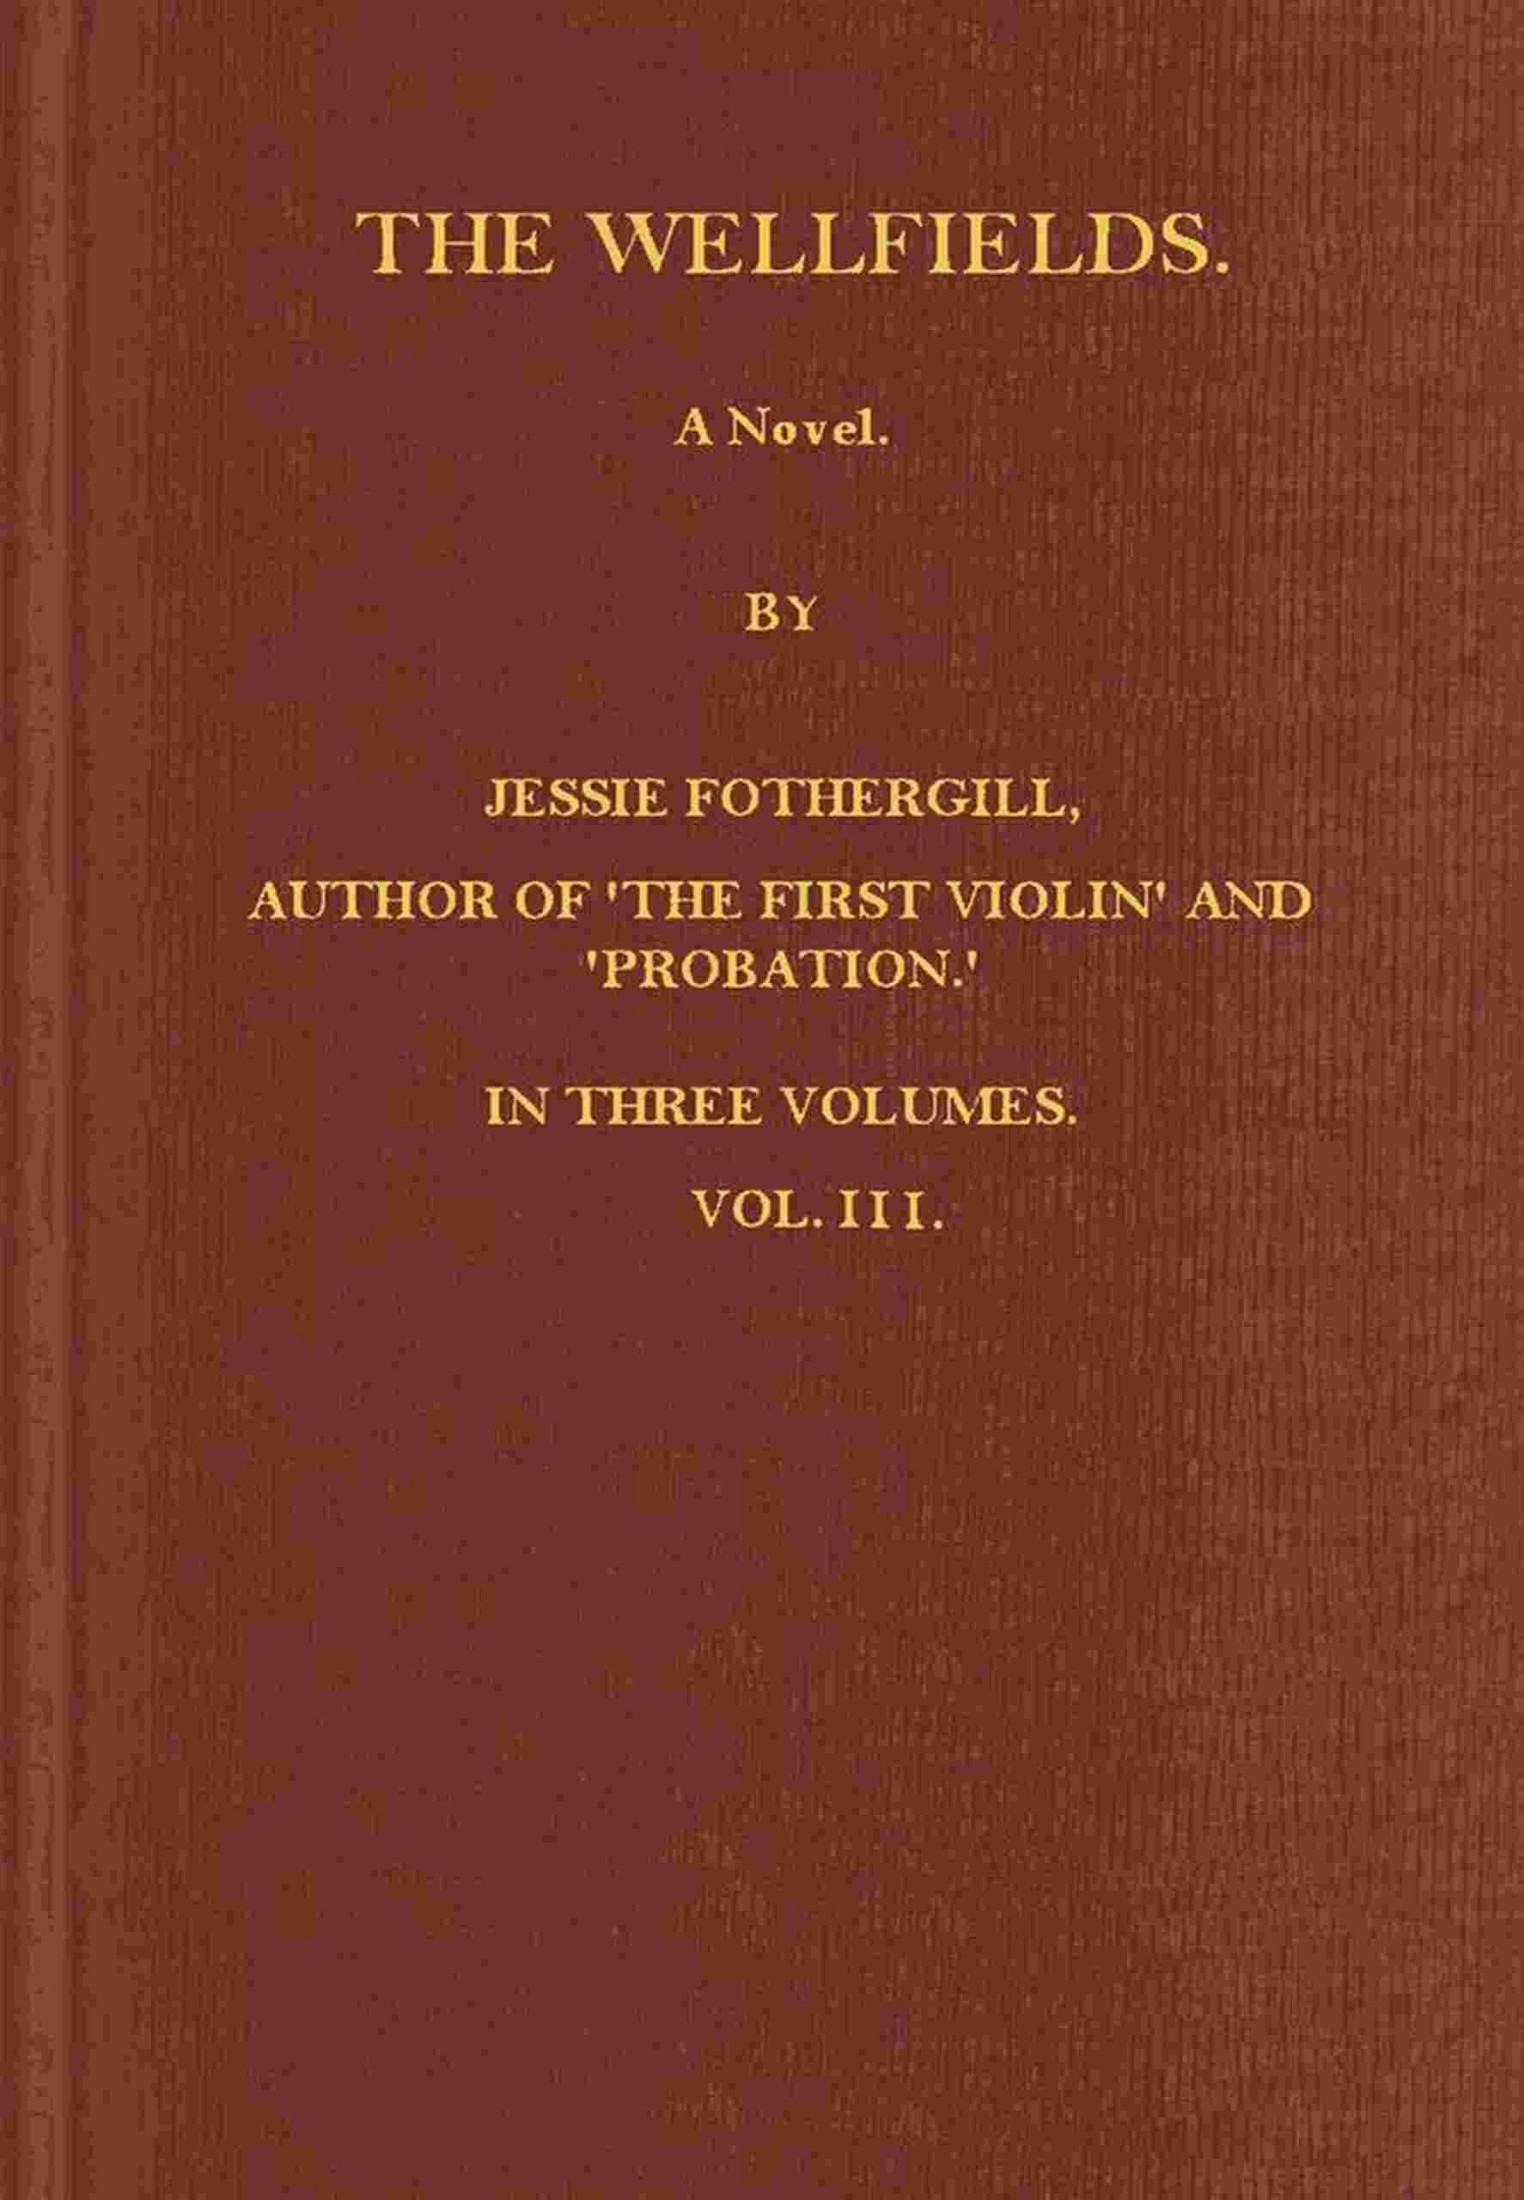 THE WELLFIELDS.
A Novel.
BY
JESSIE FOTHERGILL,
AUTHOR OF 'THE FIRST VIOLIN' AND
'PROBATION.'
IN THREE VOLUMES.
VOL. III.